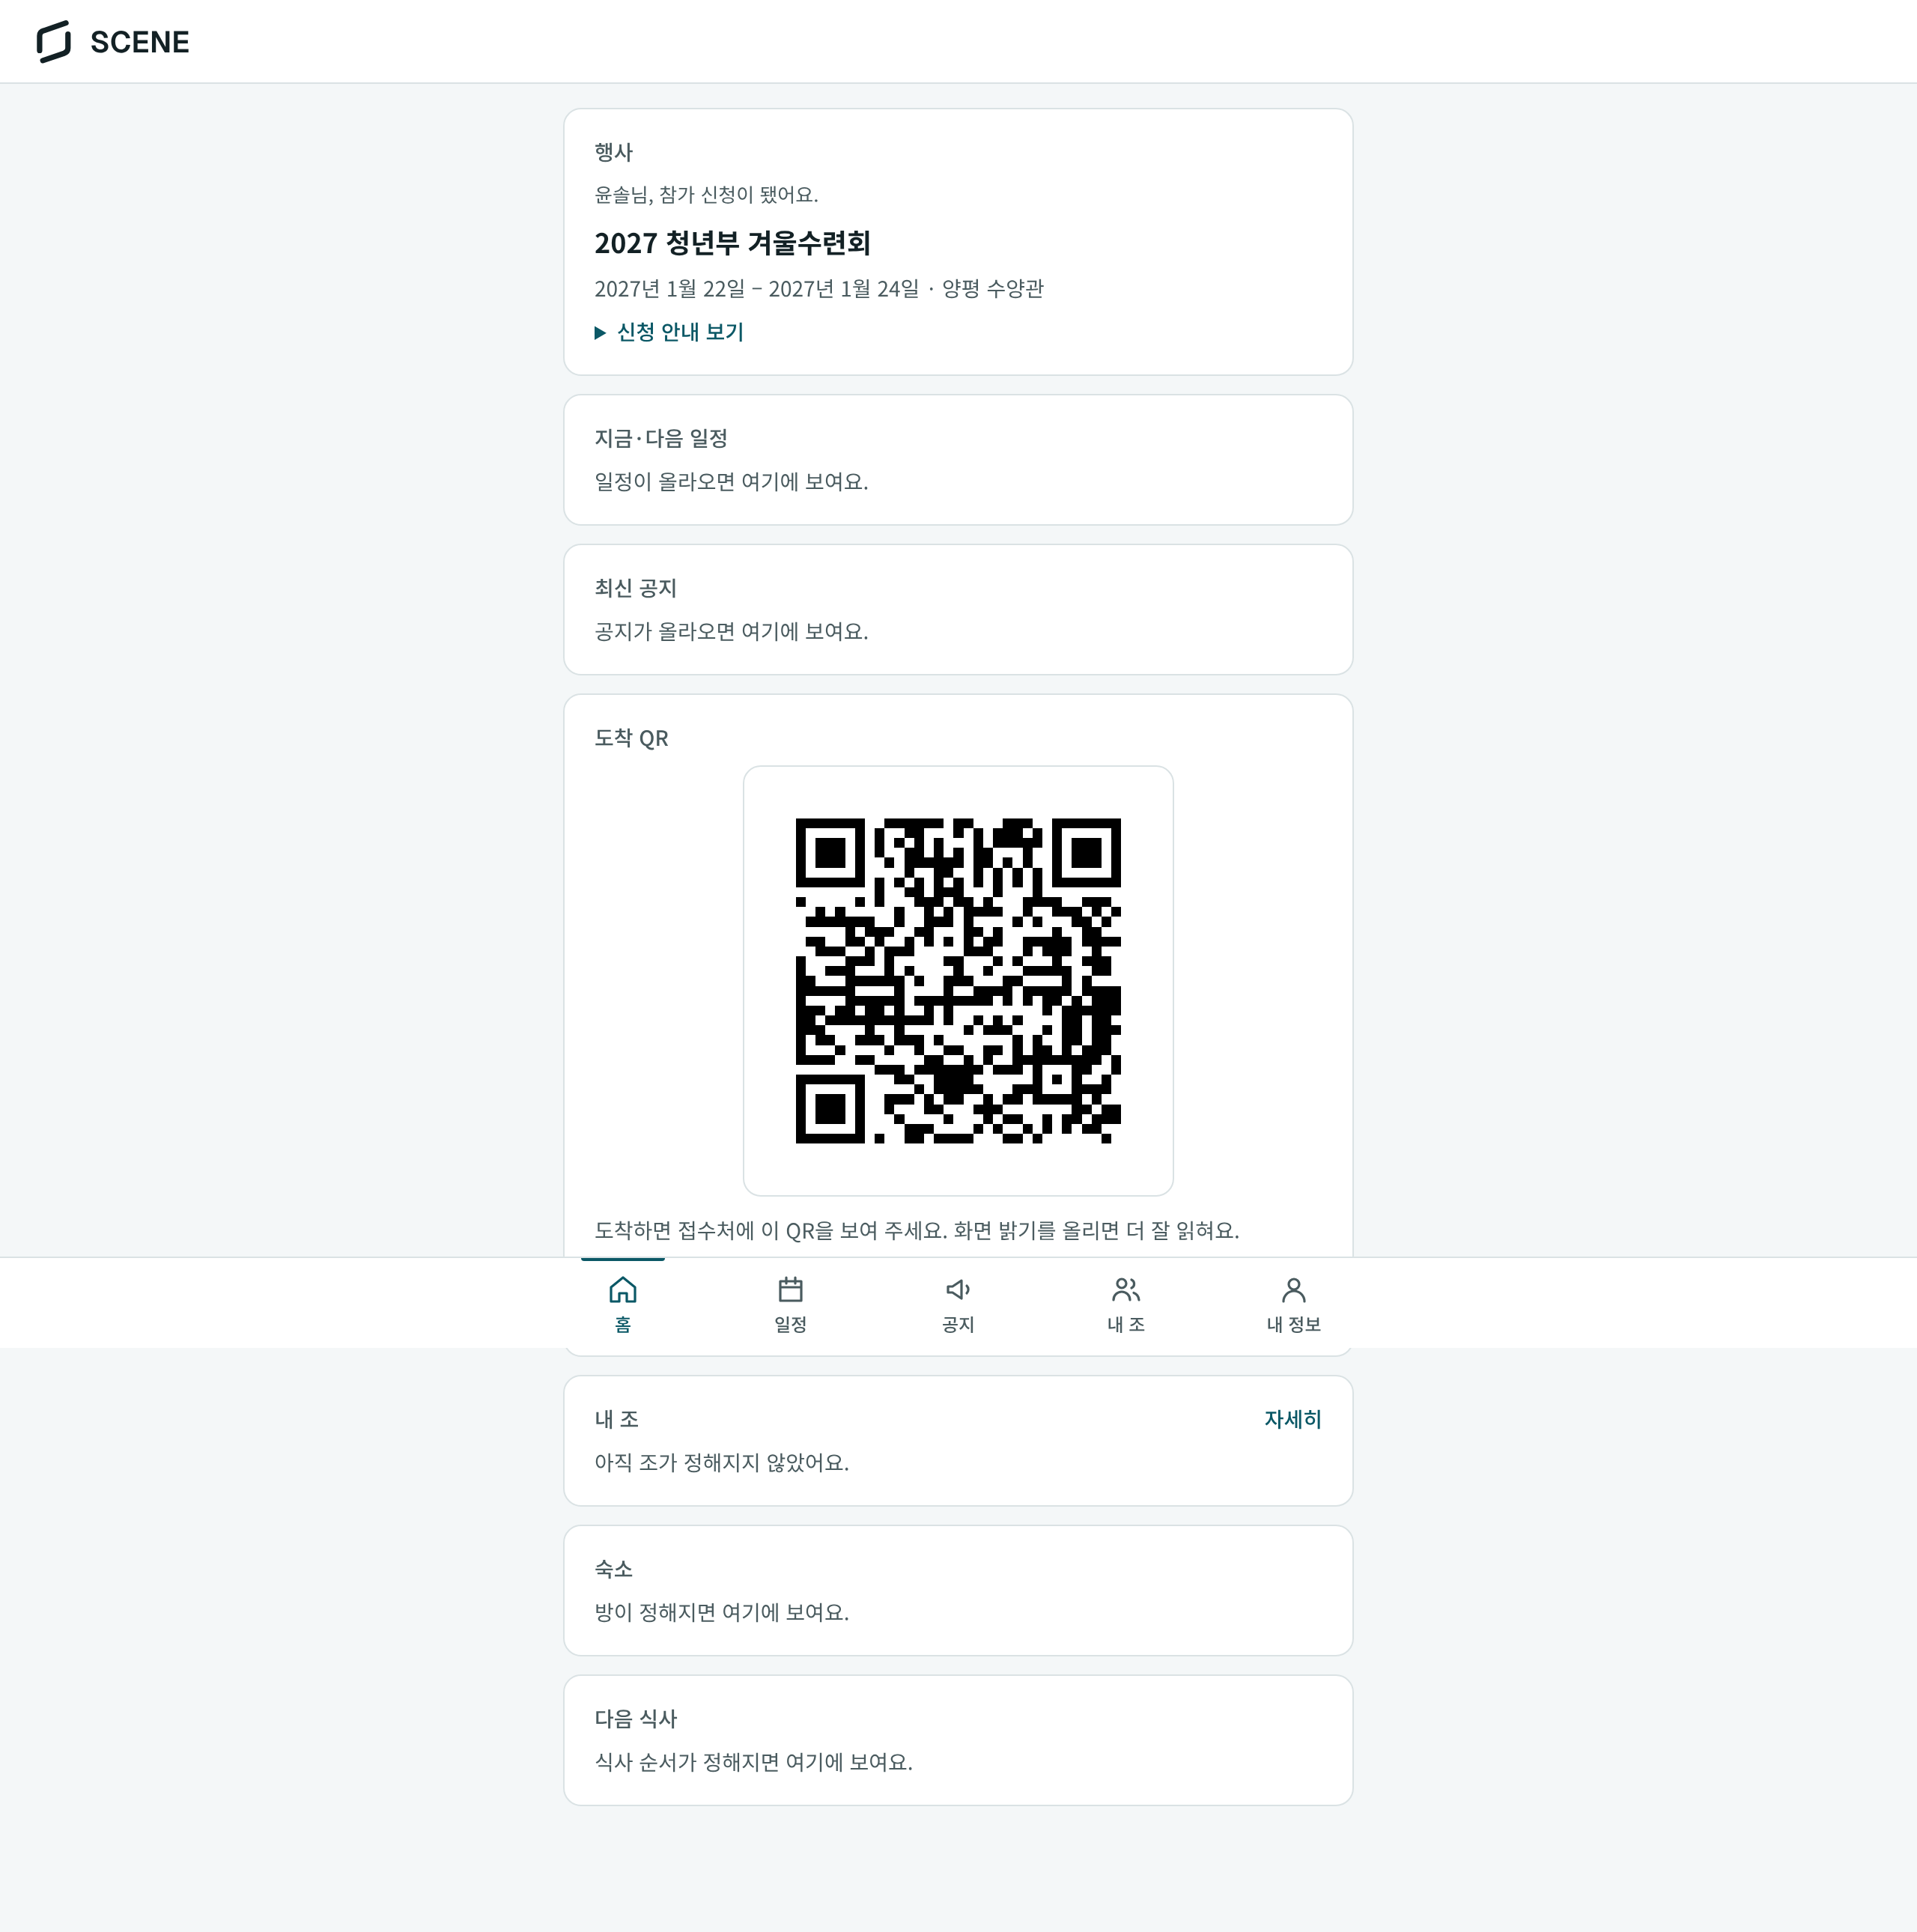 SCENE
행사
윤솔님, 참가 신청이 됐어요.
2027 청년부 겨울수련회
2027년 1월 22일 – 2027년 1월 24일 · 양평 수양관
▶ 신청 안내 보기
지금·다음 일정
일정이 올라오면 여기에 보여요.
최신 공지
공지가 올라오면 여기에 보여요.
도착 QR
도착하면 접수처에 이 QR을 보여 주세요. 화면 밝기를 올리면 더 잘 읽혀요.
홈
일정
공지
내 조
내 정보
내 조
자세히
아직 조가 정해지지 않았어요.
숙소
방이 정해지면 여기에 보여요.
다음 식사
식사 순서가 정해지면 여기에 보여요.